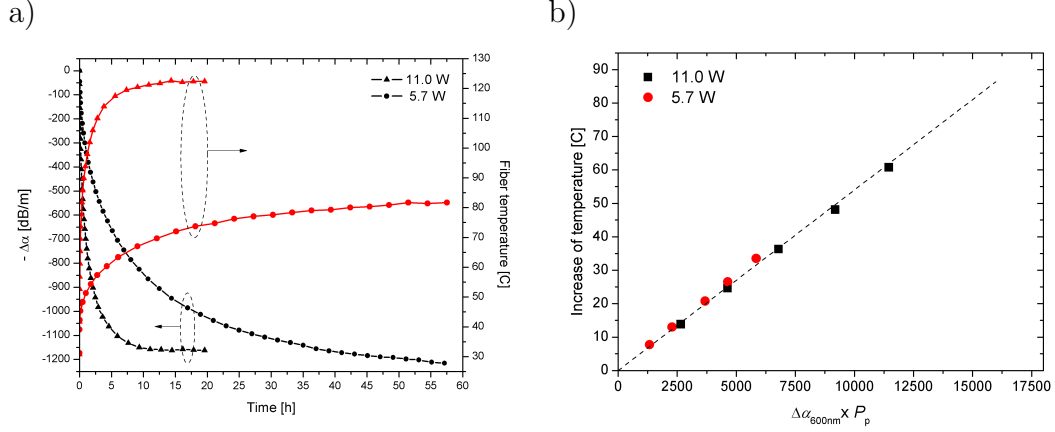 a)
0
-100
-200
-300
-400
-500
-600
-700
-800
-900
-1000
-1100
-1200
- Δα [dB/m]
0 5 10 15 20 25 30 35 40 45 50 55 60
Time [h]
130
120
110
100
90
80
70
60
50
40
30
Fiber temperature [C]
11.0 W
5.7 W
b)
90
80
70
60
50
40
30
20
10
0
Increase of temperature [C]
0 2500 5000 7500 10000 12500 15000 17500
Δα600nm x Pp
11.0 W
5.7 W